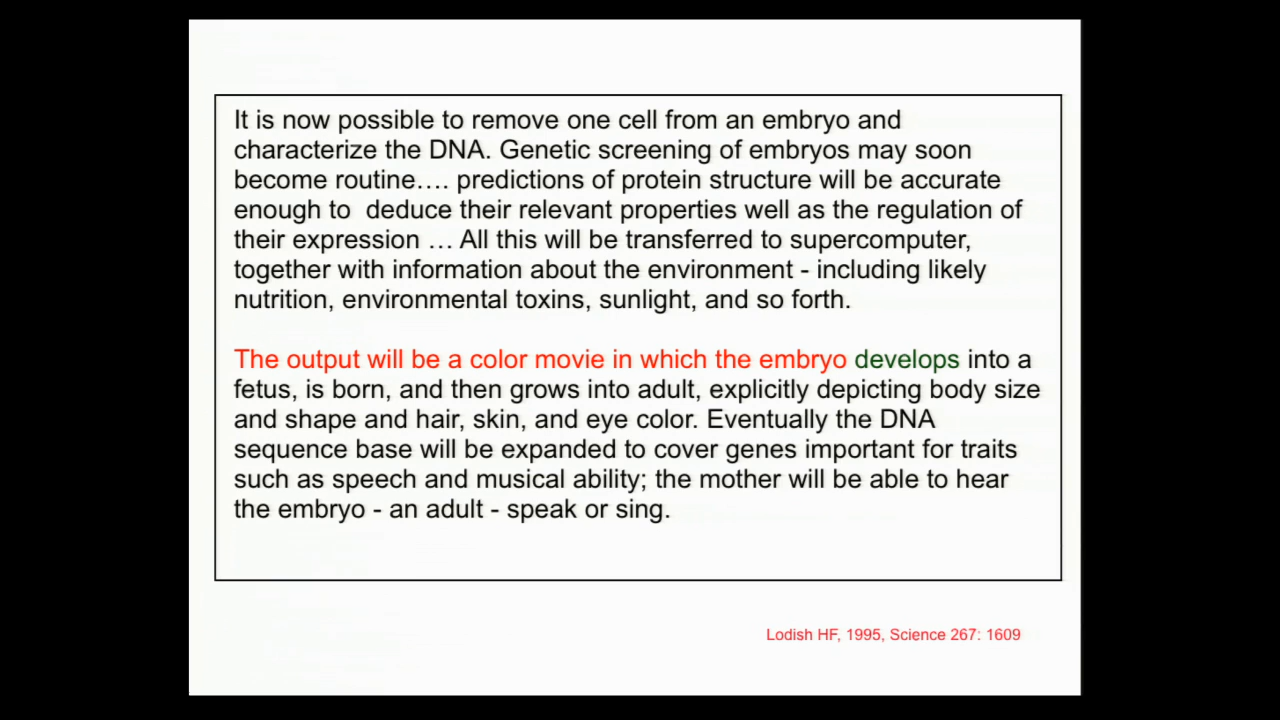 It is now possible to remove one cell from an embryo and
characterize the DNA. Genetic screening of embryos may soon
become routine…. predictions of protein structure will be accurate
enough to  deduce their relevant properties well as the regulation of
their expression … All this will be transferred to supercomputer,
together with information about the environment - including likely
nutrition, environmental toxins, sunlight, and so forth.
The output will be a color movie in which the embryo develops into a
fetus, is born, and then grows into adult, explicitly depicting body size
and shape and hair, skin, and eye color. Eventually the DNA
sequence base will be expanded to cover genes important for traits
such as speech and musical ability; the mother will be able to hear
the embryo - an adult - speak or sing.
Lodish HF, 1995, Science 267: 1609